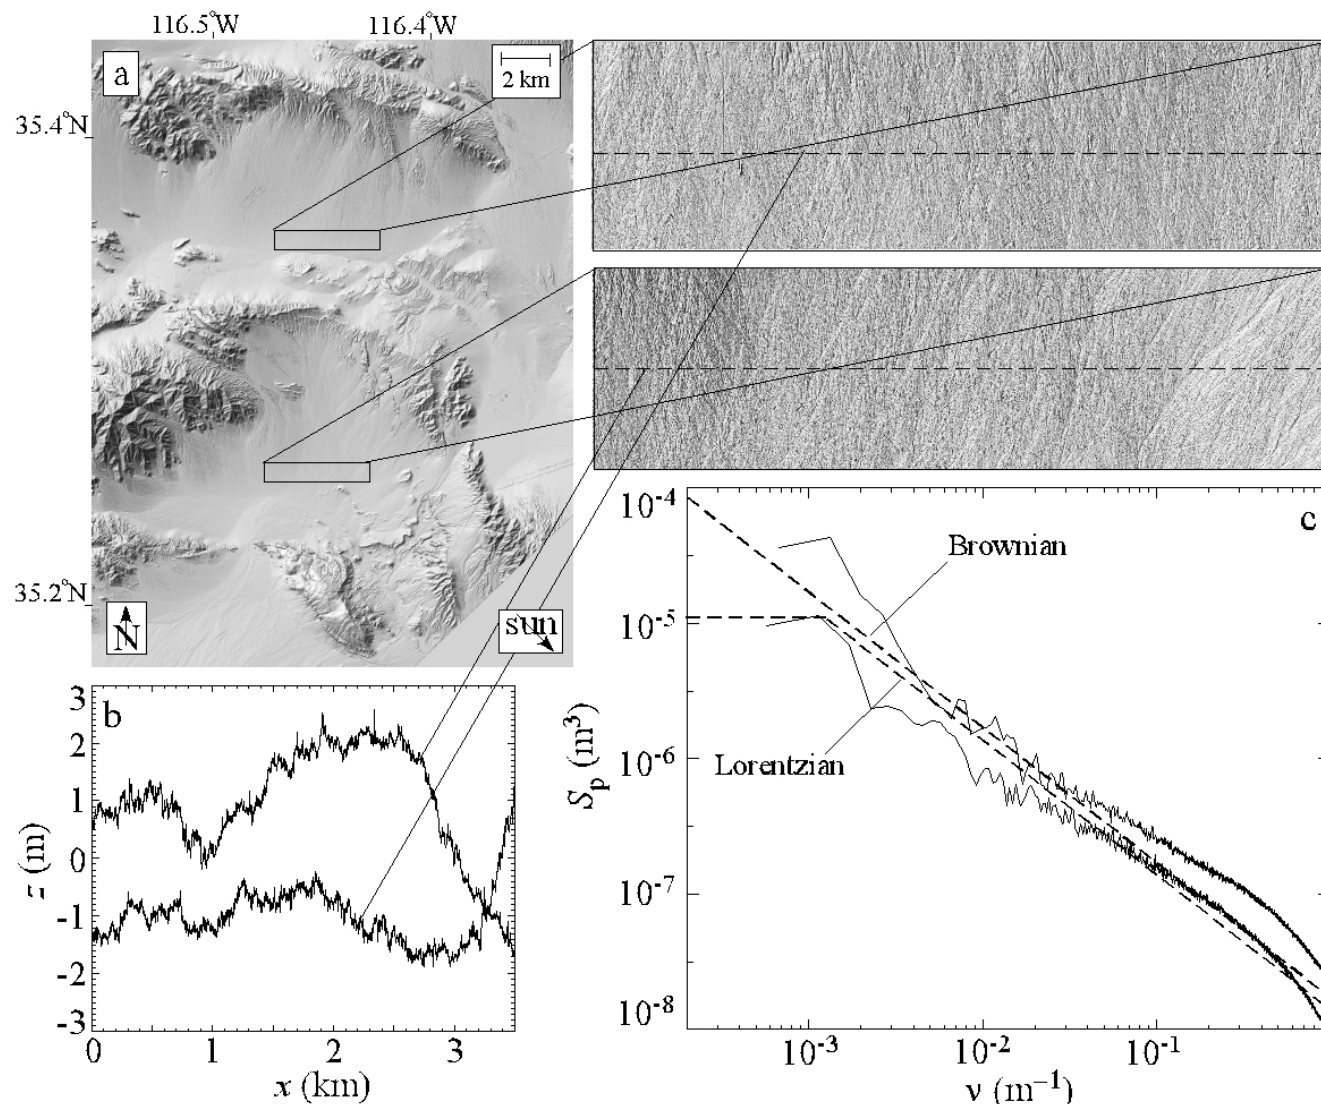 116.5°W 116.4°W
a
2 km
35.4°N
35.2°N
N
sun
b
3
2
1
0
-1
-2
-3
z (m)
0 1 2 3
x (km)
c
10⁻⁴
10⁻⁵
10⁻⁶
10⁻⁷
10⁻⁸
Sₚ (m³)
Brownian
Lorentzian
10⁻³ 10⁻² 10⁻¹
ν (m⁻¹)